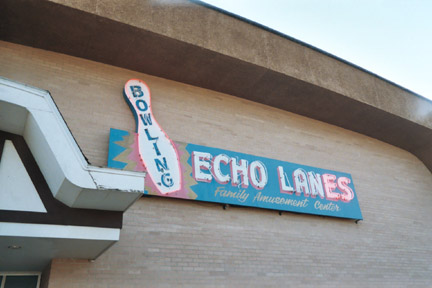 BOWLING
ECHO LANES
Family Amusement Center